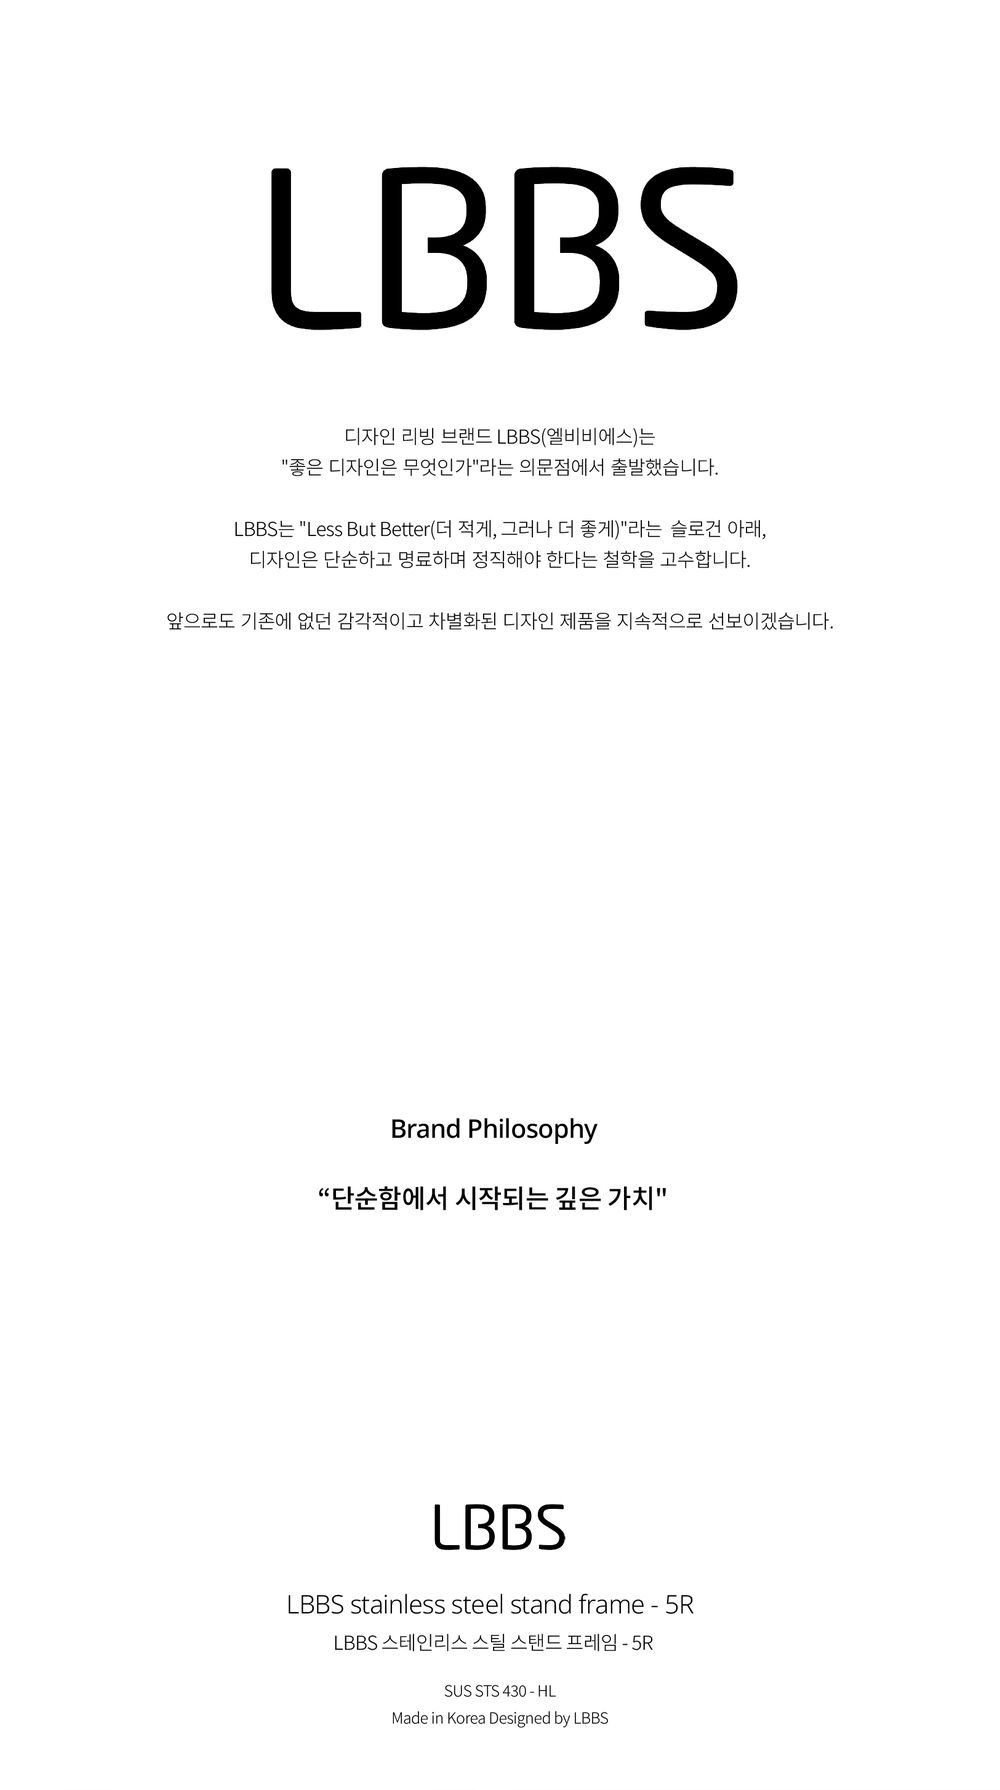 LBBS
디자인 리빙 브랜드 LBBS(엘비비에스)는
"좋은 디자인은 무엇인가"라는 의문점에서 출발했습니다.
LBBS는 "Less But Better(더 적게, 그러나 더 좋게)"라는 슬로건 아래,
디자인은 단순하고 명료하며 정직해야 한다는 철학을 고수합니다.
앞으로도 기존에 없던 감각적이고 차별화된 디자인 제품을 지속적으로 선보이겠습니다.
Brand Philosophy
“단순함에서 시작되는 깊은 가치"
LBBS
LBBS stainless steel stand frame - 5R
LBBS 스테인리스 스틸 스탠드 프레임 - 5R
SUS STS 430 - HL
Made in Korea Designed by LBBS